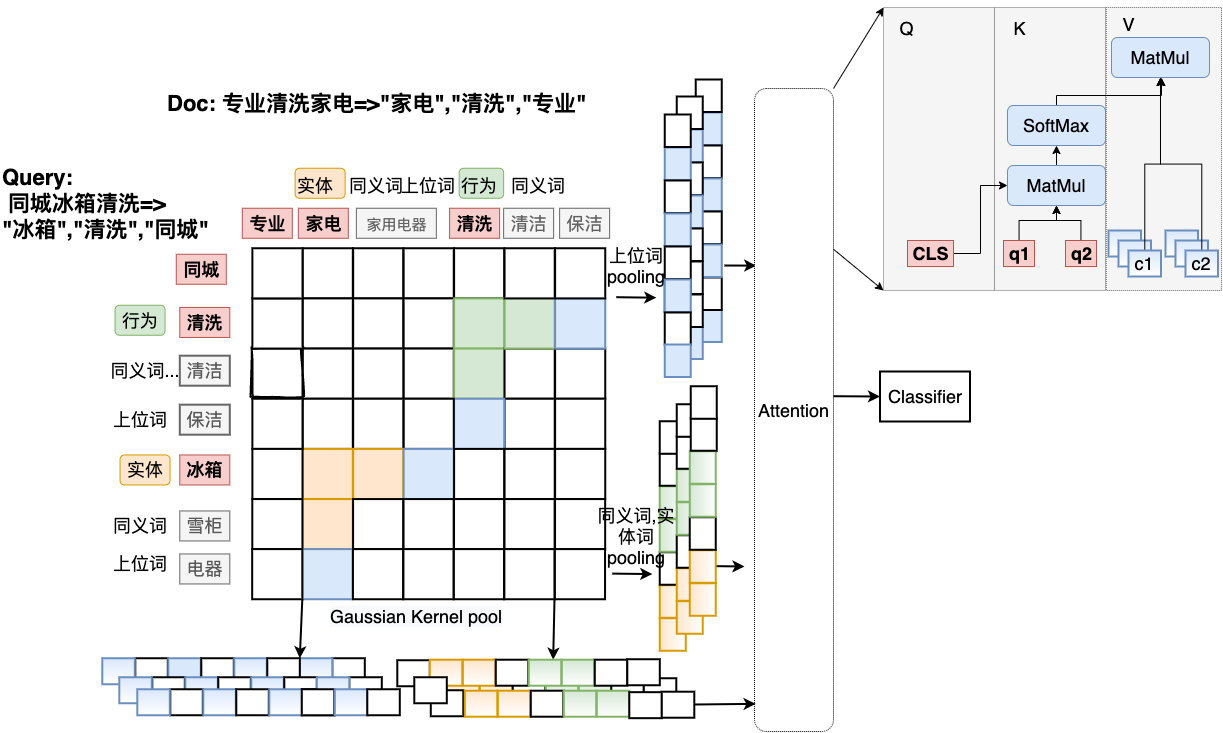 Q
K
V
MatMul
SoftMax
MatMul
CLS
q1
q2
c1
c2
Doc: 专业清洗家电=>"家电","清洗","专业"
Query:
同城冰箱清洗=>
"冰箱","清洗","同城"
实体
同义词上位词
行为
同义词
专业
家电
家用电器
清洗
清洁
保洁
同城
行为
清洗
同义词...
清洁
上位词
保洁
实体
冰箱
同义词
雪柜
上位词
电器
上位词
pooling
同义词,实
体词
pooling
Gaussian Kernel pool
Attention
Classifier